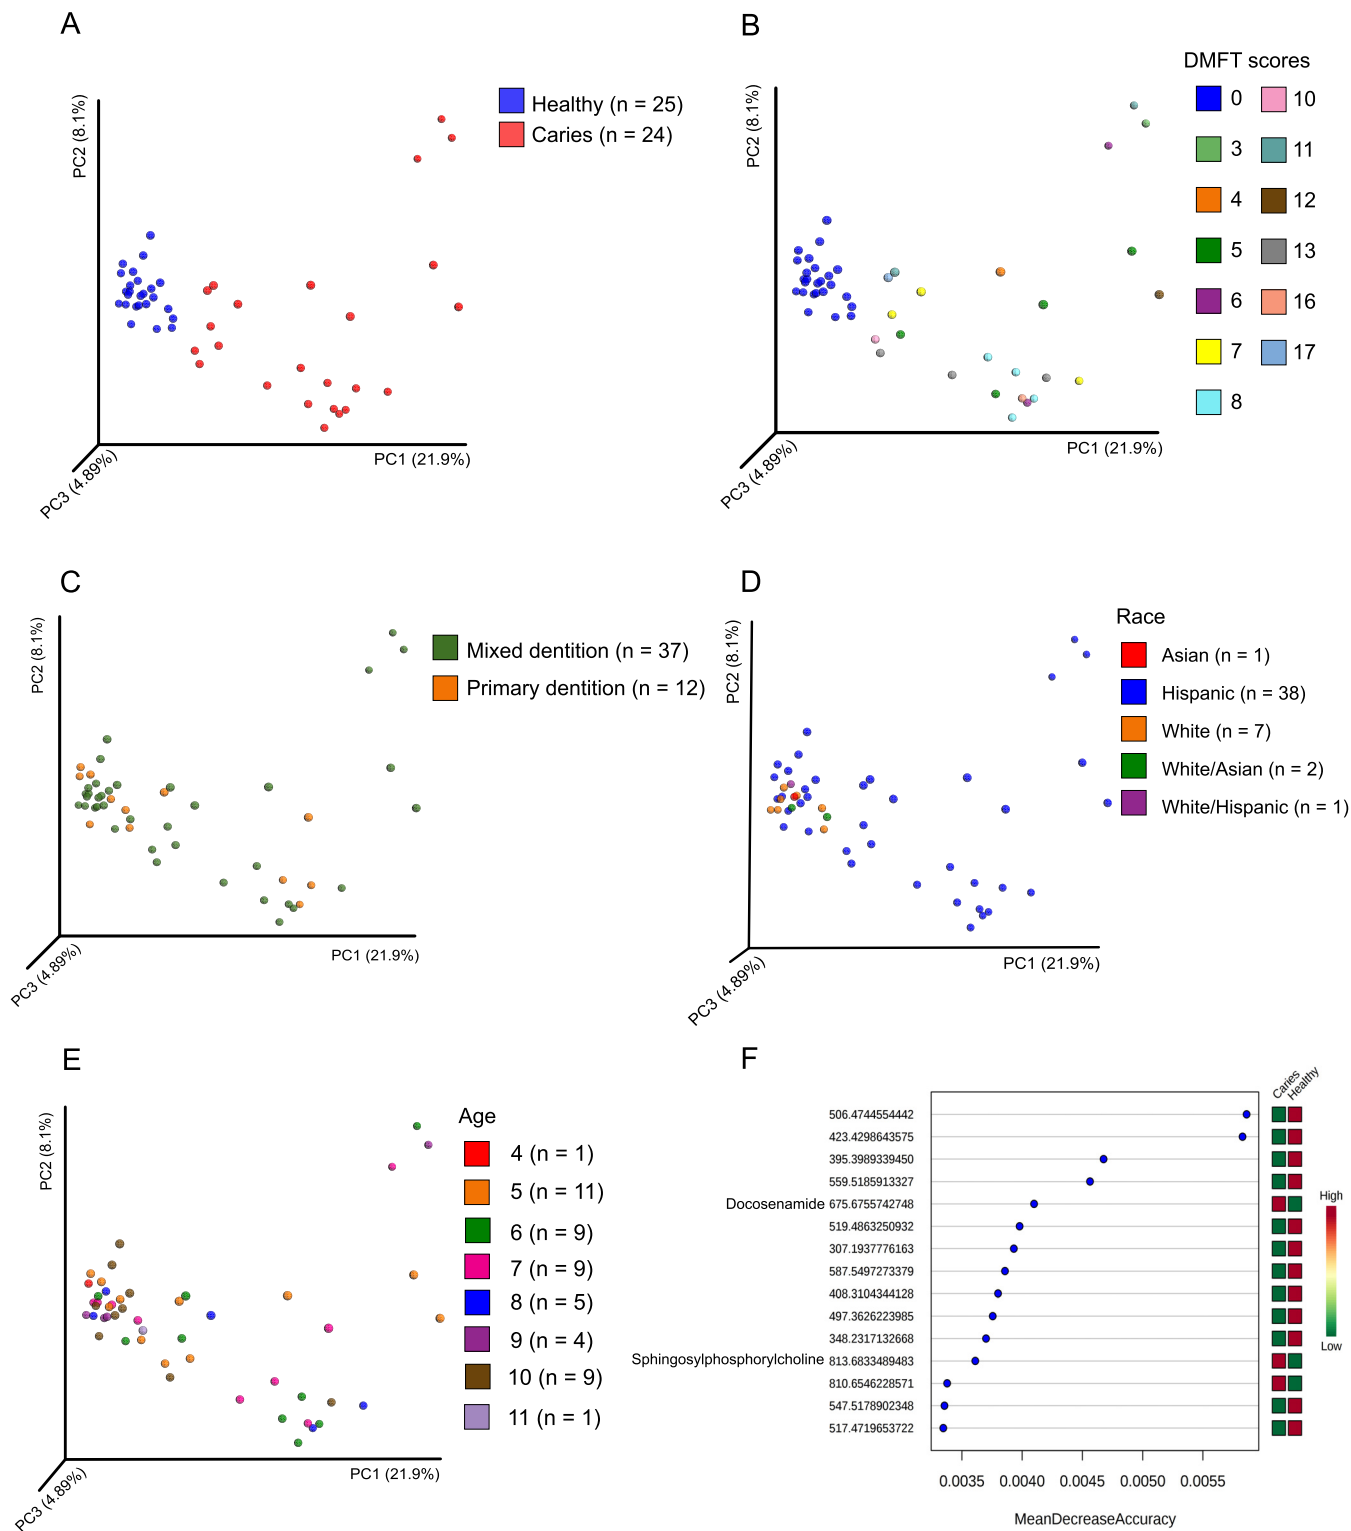 A
PC2 (8.1%)
PC1 (21.9%)
PC3 (4.89%)
Healthy (n = 25)
Caries (n = 24)
B
PC2 (8.1%)
PC1 (21.9%)
PC3 (4.89%)
DMFT scores
0 10
3 11
4 12
5 13
6 16
7 17
8
C
PC2 (8.1%)
PC1 (21.9%)
PC3 (4.89%)
Mixed dentition (n = 37)
Primary dentition (n = 12)
D
PC2 (8.1%)
PC1 (21.9%)
PC3 (4.89%)
Race
Asian (n = 1)
Hispanic (n = 38)
White (n = 7)
White/Asian (n = 2)
White/Hispanic (n = 1)
E
PC2 (8.1%)
PC1 (21.9%)
PC3 (4.89%)
Age
4 (n = 1)
5 (n = 11)
6 (n = 9)
7 (n = 9)
8 (n = 5)
9 (n = 4)
10 (n = 9)
11 (n = 1)
F
Caries
Healthy
506.4744554442
423.4298643575
395.3989339450
559.5185913327
Docosenamide 675.6755742748
519.4863250932
307.1937776163
587.5497273379
408.3104344128
497.3626223985
348.2317132668
Sphingosylphosphorylcholine 813.6833489483
810.6546228571
547.5178902348
517.4719653722
High
Low
0.0035 0.0040 0.0045 0.0050 0.0055
MeanDecreaseAccuracy